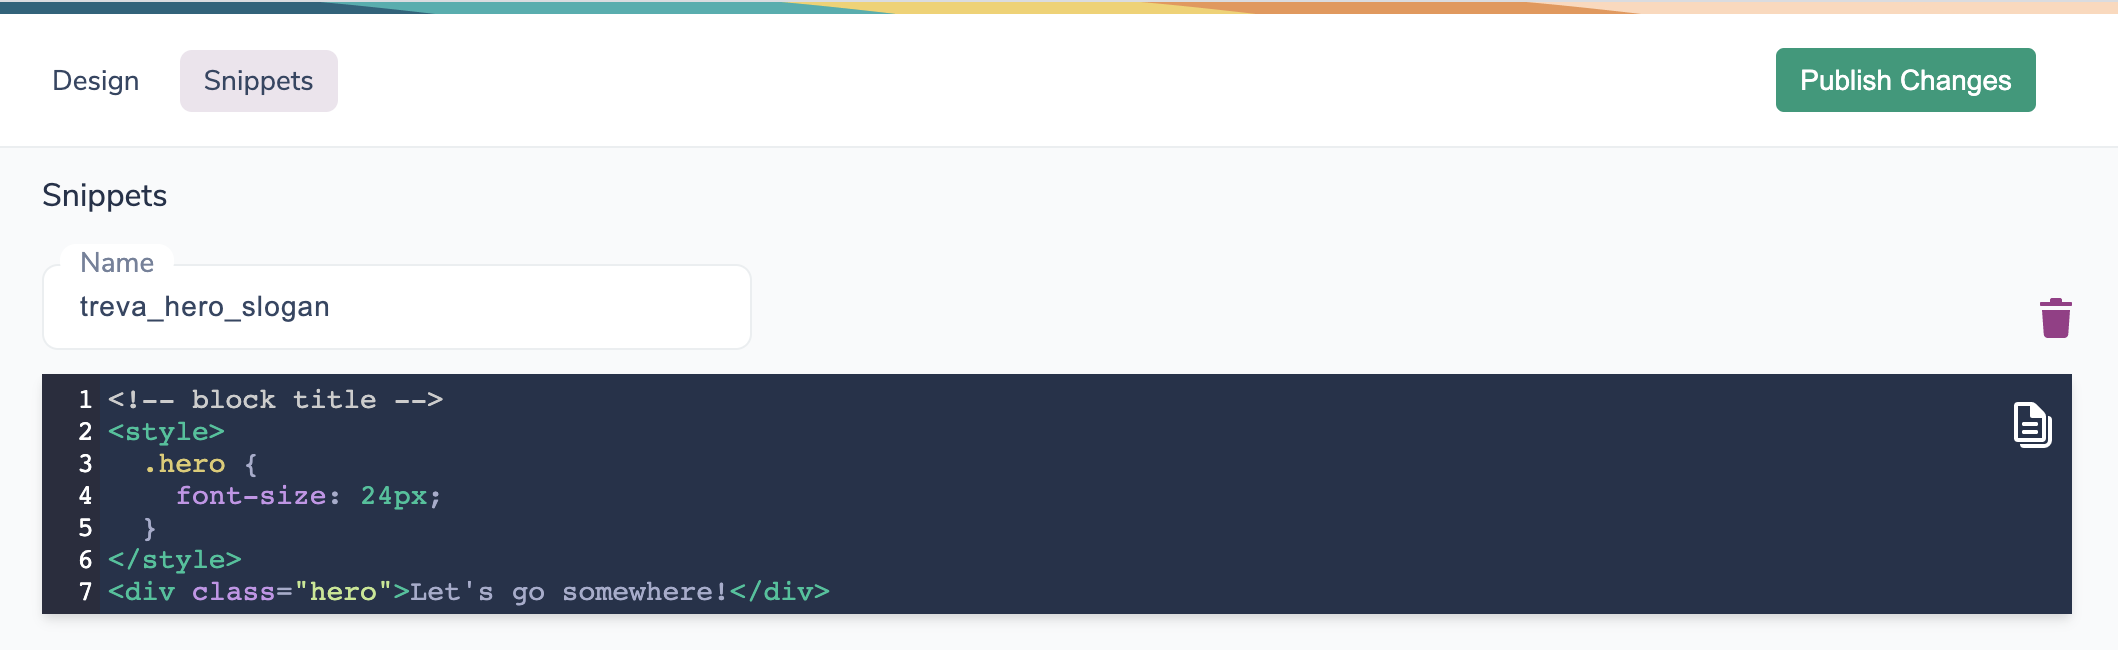 Design Snippets Publish Changes
Snippets
Name
treva_hero_slogan
1 <!-- block title -->
2 <style>
3   .hero {
4     font-size: 24px;
5   }
6 </style>
7 <div class="hero">Let's go somewhere!</div>